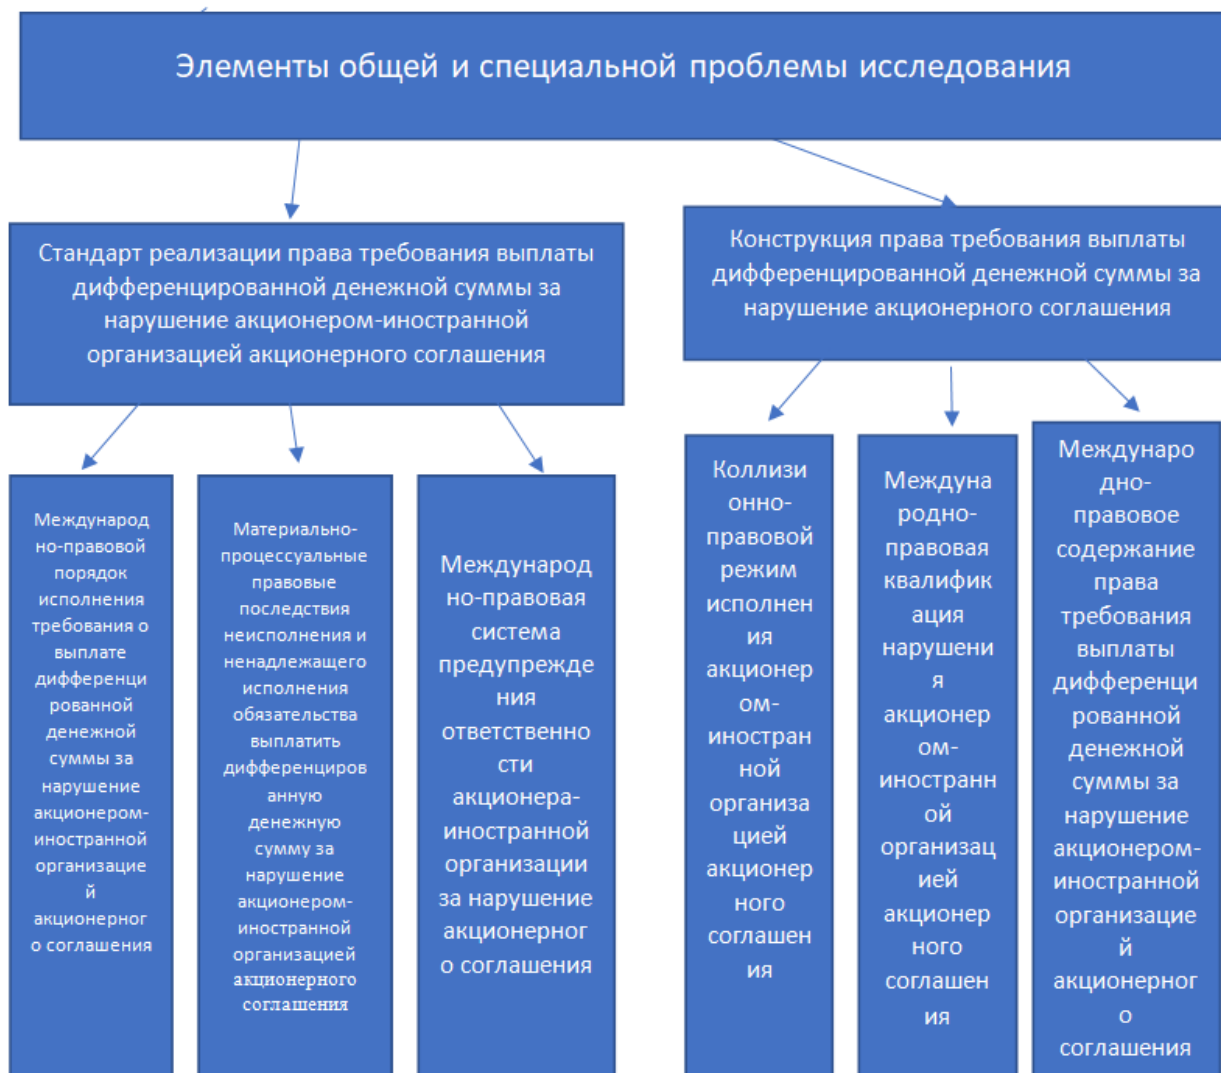 Элементы общей и специальной проблемы исследования
Стандарт реализации права требования выплаты
дифференцированной денежной суммы за
нарушение акционером-иностранной
организацией акционерного соглашения
Конструкция права требования выплаты
дифференцированной денежной суммы за
нарушение акционерного соглашения
Международ
но-правовой
порядок
исполнения
требования о
выплате
дифференци
рованной
денежной
суммы за
нарушение
акционером-
иностранной
организацие
й
акционерног
о соглашения
Материально-
процессуальные
правовые
последствия
неисполнения и
ненадлежащего
исполнения
обязательства
выплатить
дифференциров
анную
денежную
сумму за
нарушение
акционером-
иностранной
организацией
акционерного
соглашения
Международ
но-правовая
система
предупрежде
ния
ответственно
сти
акционера-
иностранной
организации
за нарушение
акционерног
о соглашения
Коллизи
онно-
правовой
режим
исполнен
ия
акционер
ом-
иностран
ной
организа
цией
акционер
ного
соглашен
ия
Междуна
родно-
правовая
квалифик
ация
нарушени
я
акционер
ом-
иностранн
ой
организац
ией
акционер
ного
соглашен
ия
Междунаро
дно-
правовое
содержание
права
требования
выплаты
дифференци
рованной
денежной
суммы за
нарушение
акционером-
иностранной
организацие
й
акционерног
о
соглашения